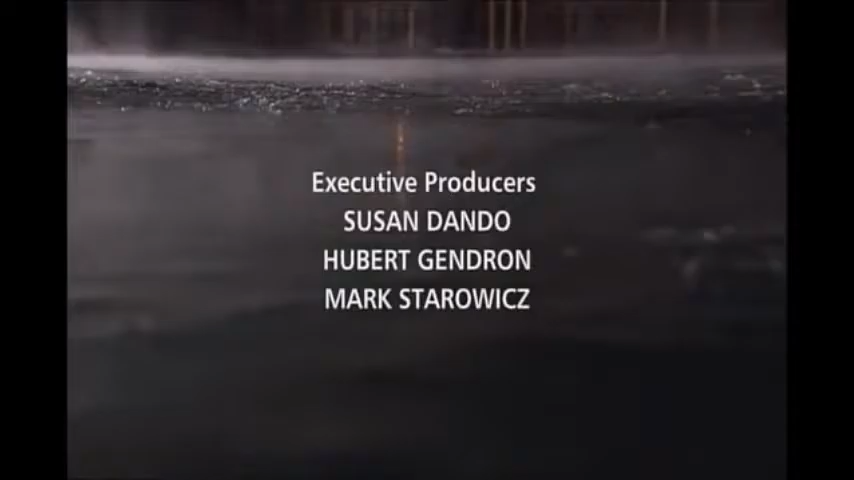 Executive Producers
SUSAN DANDO
HUBERT GENDRON
MARK STAROWICZ